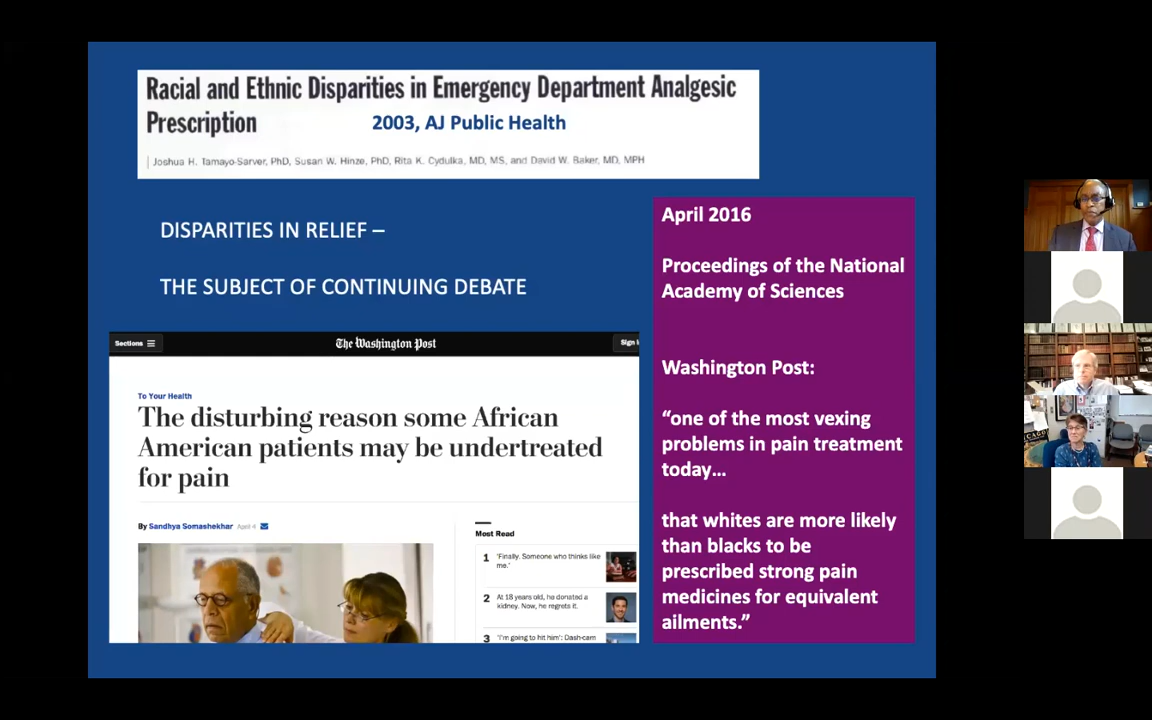 Racial and Ethnic Disparities in Emergency Department Analgesic
Prescription
2003, AJ Public Health
Joshua H. Tamayo-Sarver, PhD, Susan W. Hinze, PhD, Rita K. Cydulka, MD, MS, and David W. Baker, MD, MPH
DISPARITIES IN RELIEF –
THE SUBJECT OF CONTINUING DEBATE
Sections
The Washington Post
Sign
To Your Health
The disturbing reason some African
American patients may be undertreated
for pain
By Sandhya Somashekhar April 4
Most Read
1 'Finally. Someone who thinks like
me.'
2 At 18 years old, he donated a
kidney. Now, he regrets it.
3 'I'm going to hit him': Dash-cam
April 2016
Proceedings of the National
Academy of Sciences
Washington Post:
“one of the most vexing
problems in pain treatment
today…
that whites are more likely
than blacks to be
prescribed strong pain
medicines for equivalent
ailments.”